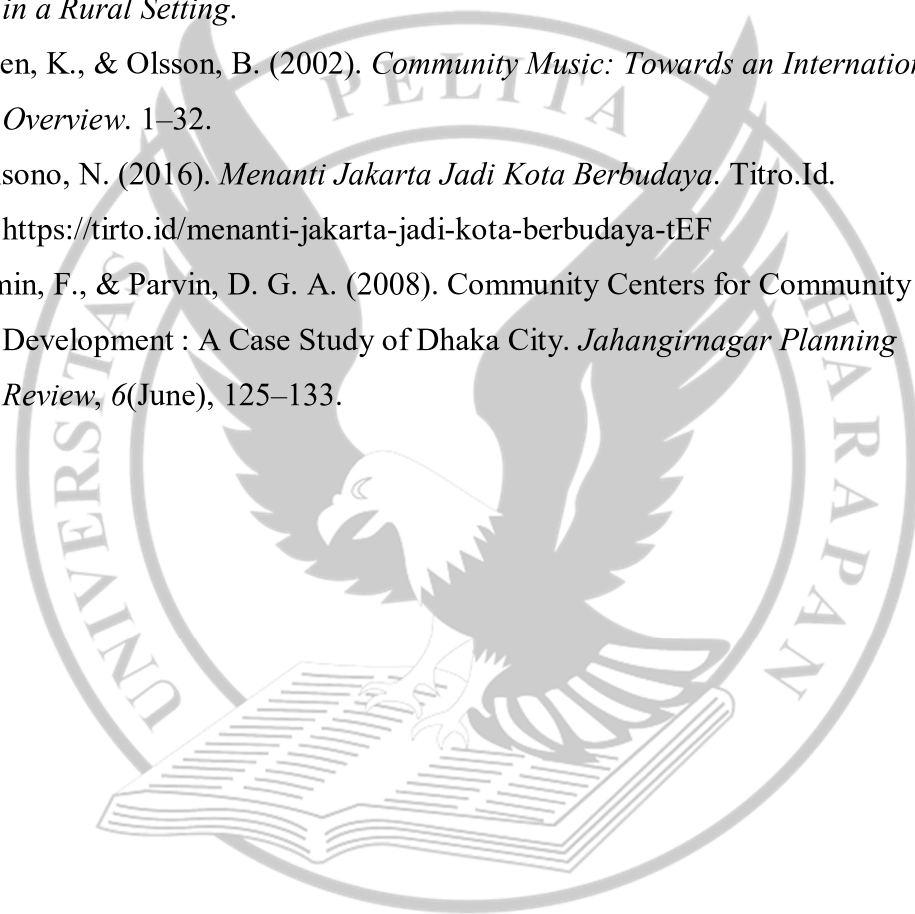 in a Rural Setting.
en, K., & Olsson, B. (2002). Community Music: Towards an Internation
Overview. 1–32.
sono, N. (2016). Menanti Jakarta Jadi Kota Berbudaya. Titro.Id.
https://tirto.id/menanti-jakarta-jadi-kota-berbudaya-tEF
min, F., & Parvin, D. G. A. (2008). Community Centers for Community
Development : A Case Study of Dhaka City. Jahangirnagar Planning
Review, 6(June), 125–133.
UNIVERSITAS PELITA HARAPAN